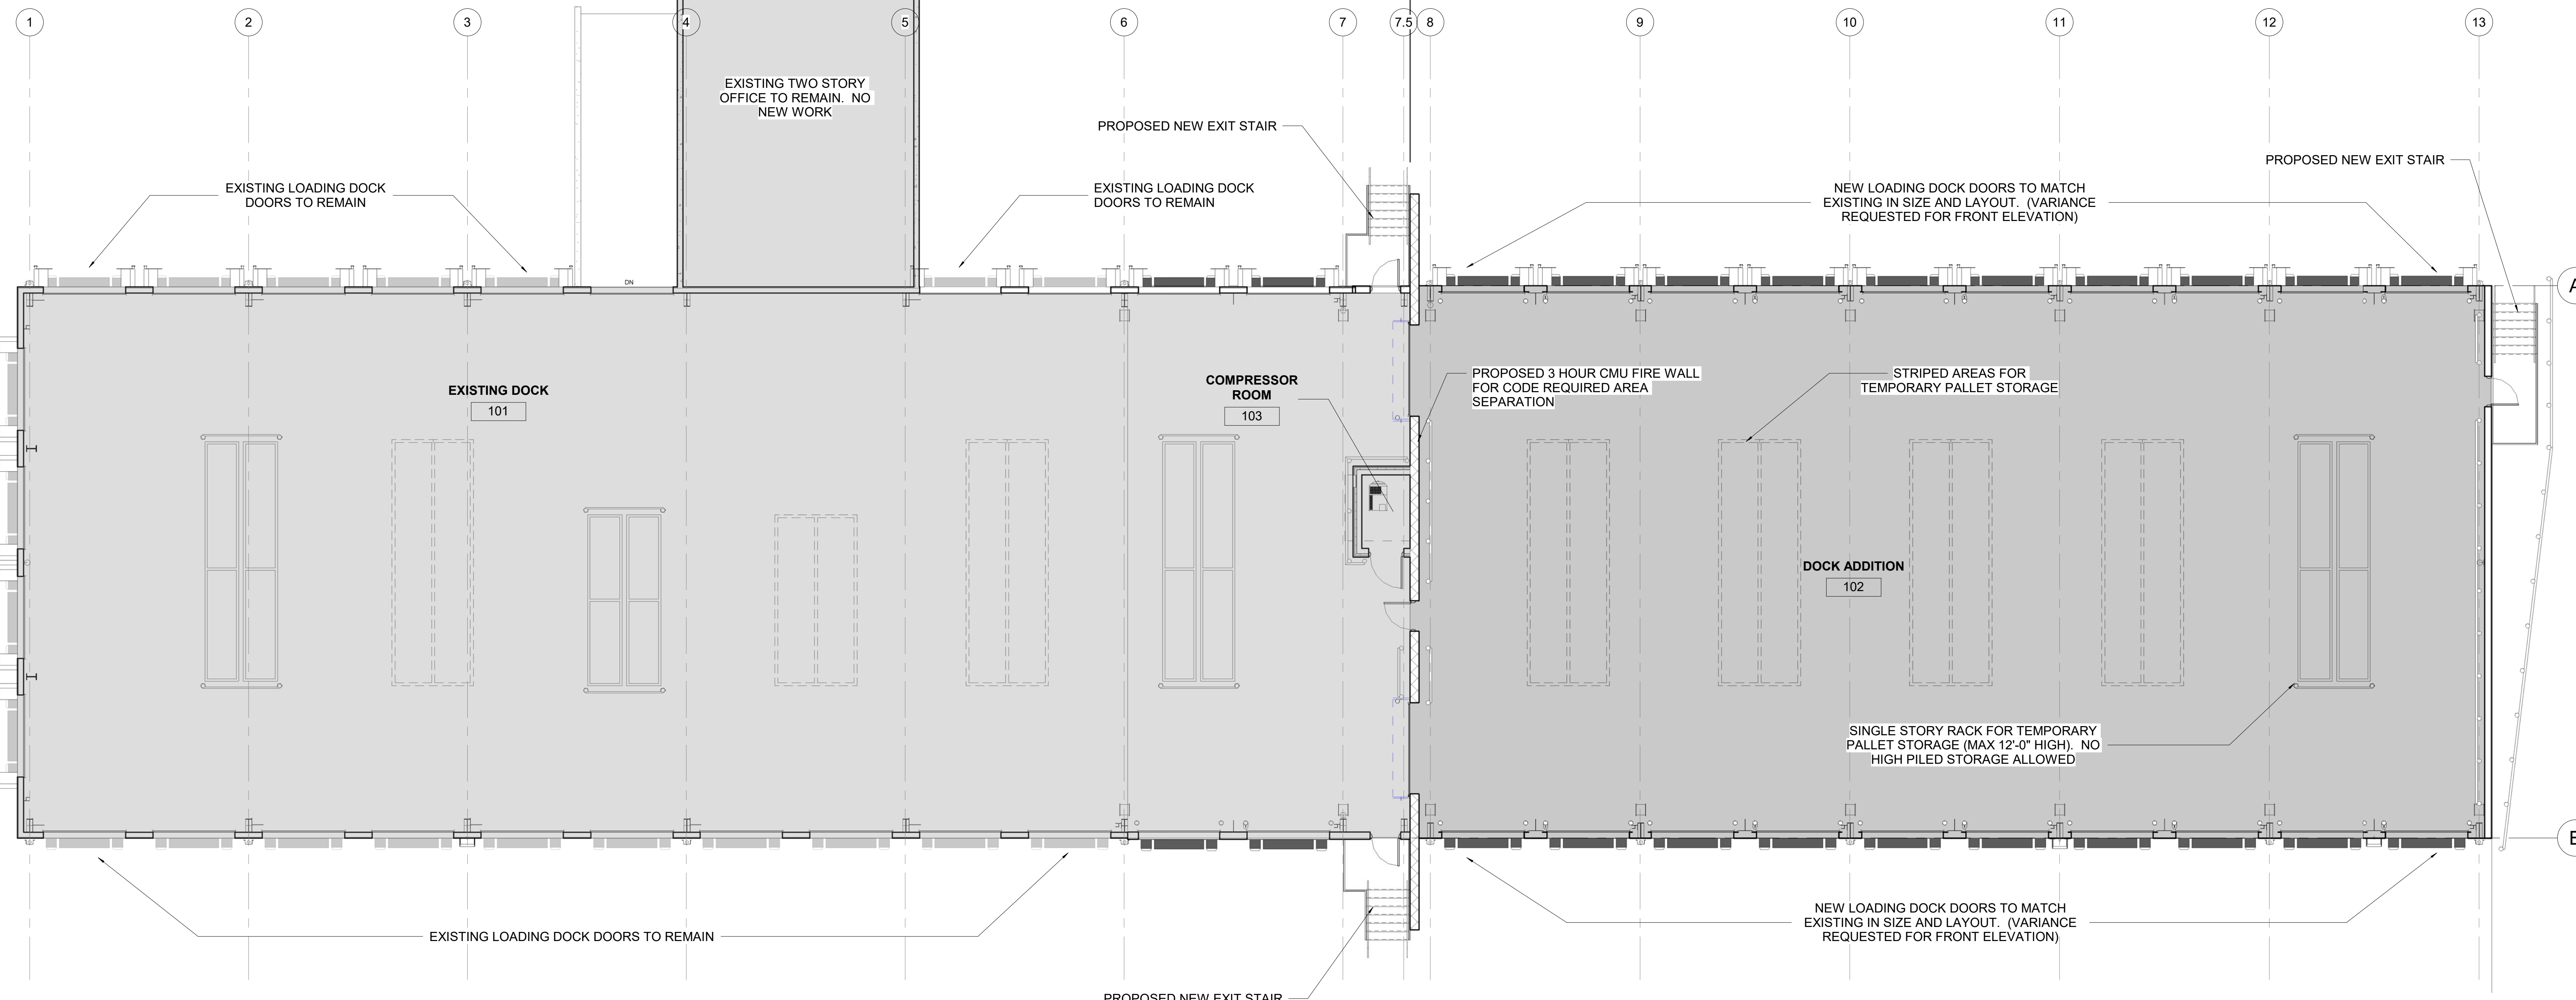 1
2
3
4
5
6
7
7.5
8
9
10
11
12
13
EXISTING TWO STORY
OFFICE TO REMAIN. NO
NEW WORK
PROPOSED NEW EXIT STAIR
PROPOSED NEW EXIT STAIR
EXISTING LOADING DOCK
DOORS TO REMAIN
EXISTING LOADING DOCK
DOORS TO REMAIN
NEW LOADING DOCK DOORS TO MATCH
EXISTING IN SIZE AND LAYOUT. (VARIANCE
REQUESTED FOR FRONT ELEVATION)
DN
A
EXISTING DOCK
101
COMPRESSOR
ROOM
103
PROPOSED 3 HOUR CMU FIRE WALL
FOR CODE REQUIRED AREA
SEPARATION
STRIPED AREAS FOR
TEMPORARY PALLET STORAGE
DOCK ADDITION
102
SINGLE STORY RACK FOR TEMPORARY
PALLET STORAGE (MAX 12'-0" HIGH). NO
HIGH PILED STORAGE ALLOWED
EXISTING LOADING DOCK DOORS TO REMAIN
NEW LOADING DOCK DOORS TO MATCH
EXISTING IN SIZE AND LAYOUT. (VARIANCE
REQUESTED FOR FRONT ELEVATION)
PROPOSED NEW EXIT STAIR